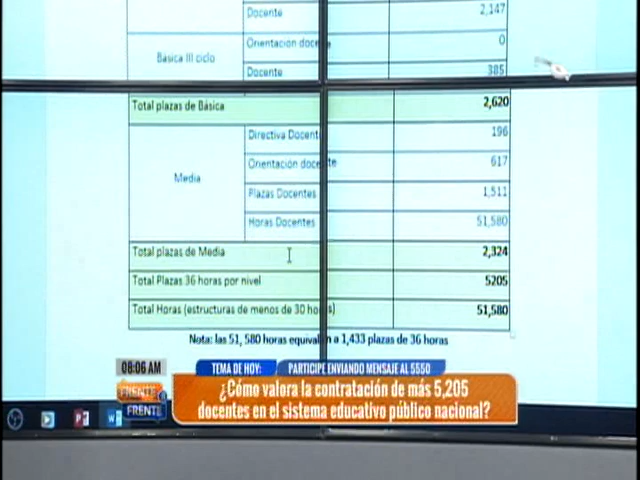 Docente 2,147
Básica III ciclo Orientación docente 0
Docente 385
Total plazas de Básica 2,620
Media Directiva Docent 196
Orientación docente 617
Plazas Docentes 1,511
Horas Docentes 51,580
Total plazas de Media 2,324
Total Plazas 36 horas por nivel 5205
Total Horas (estructuras de menos de 30 horas) 51,580
Nota: las 51, 580 horas equivalen a 1,433 plazas de 36 horas
08:06 AM TEMA DE HOY: PARTICIPE ENVIANDO MENSAJE AL 5550
FRENTE a FRENTE
¿Cómo valora la contratación de más 5,205
docentes en el sistema educativo público nacional?